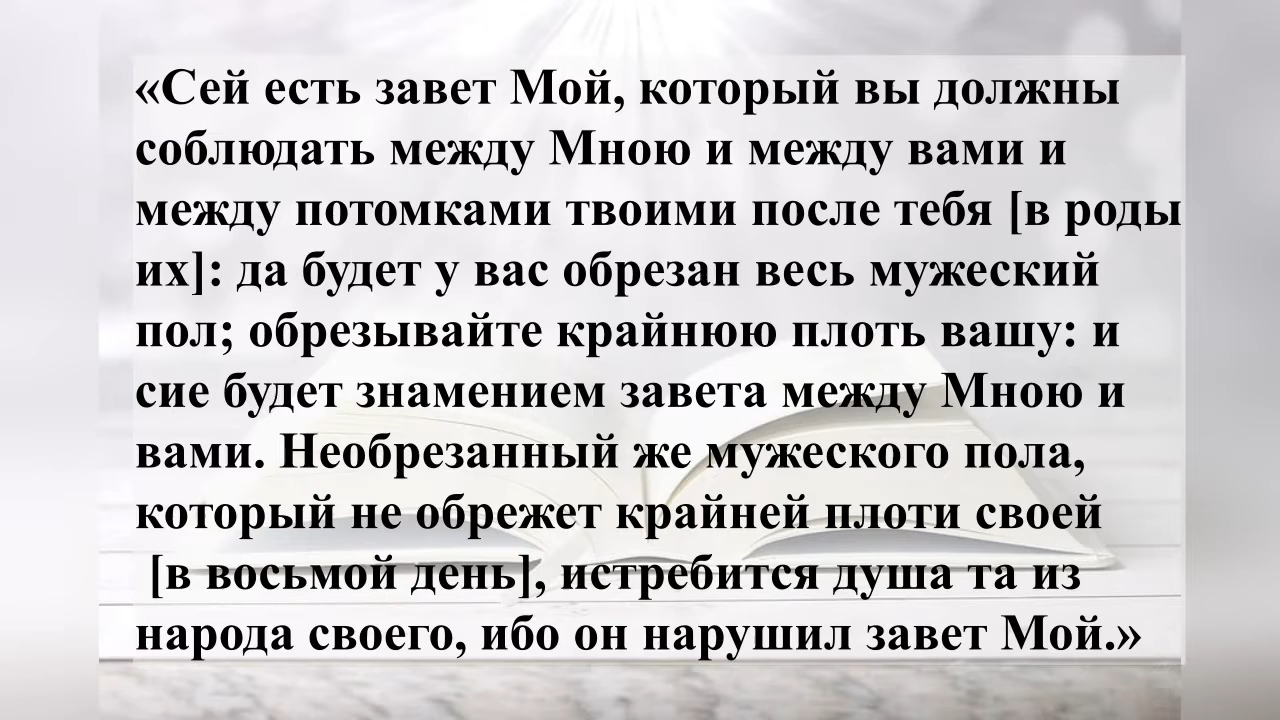 «Сей есть завет Мой, который вы должны
соблюдать между Мною и между вами и
между потомками твоими после тебя [в роды
их]: да будет у вас обрезан весь мужеский
пол; обрезывайте крайнюю плоть вашу: и
сие будет знамением завета между Мною и
вами. Необрезанный же мужеского пола,
который не обрежет крайней плоти своей
[в восьмой день], истребится душа та из
народа своего, ибо он нарушил завет Мой.»